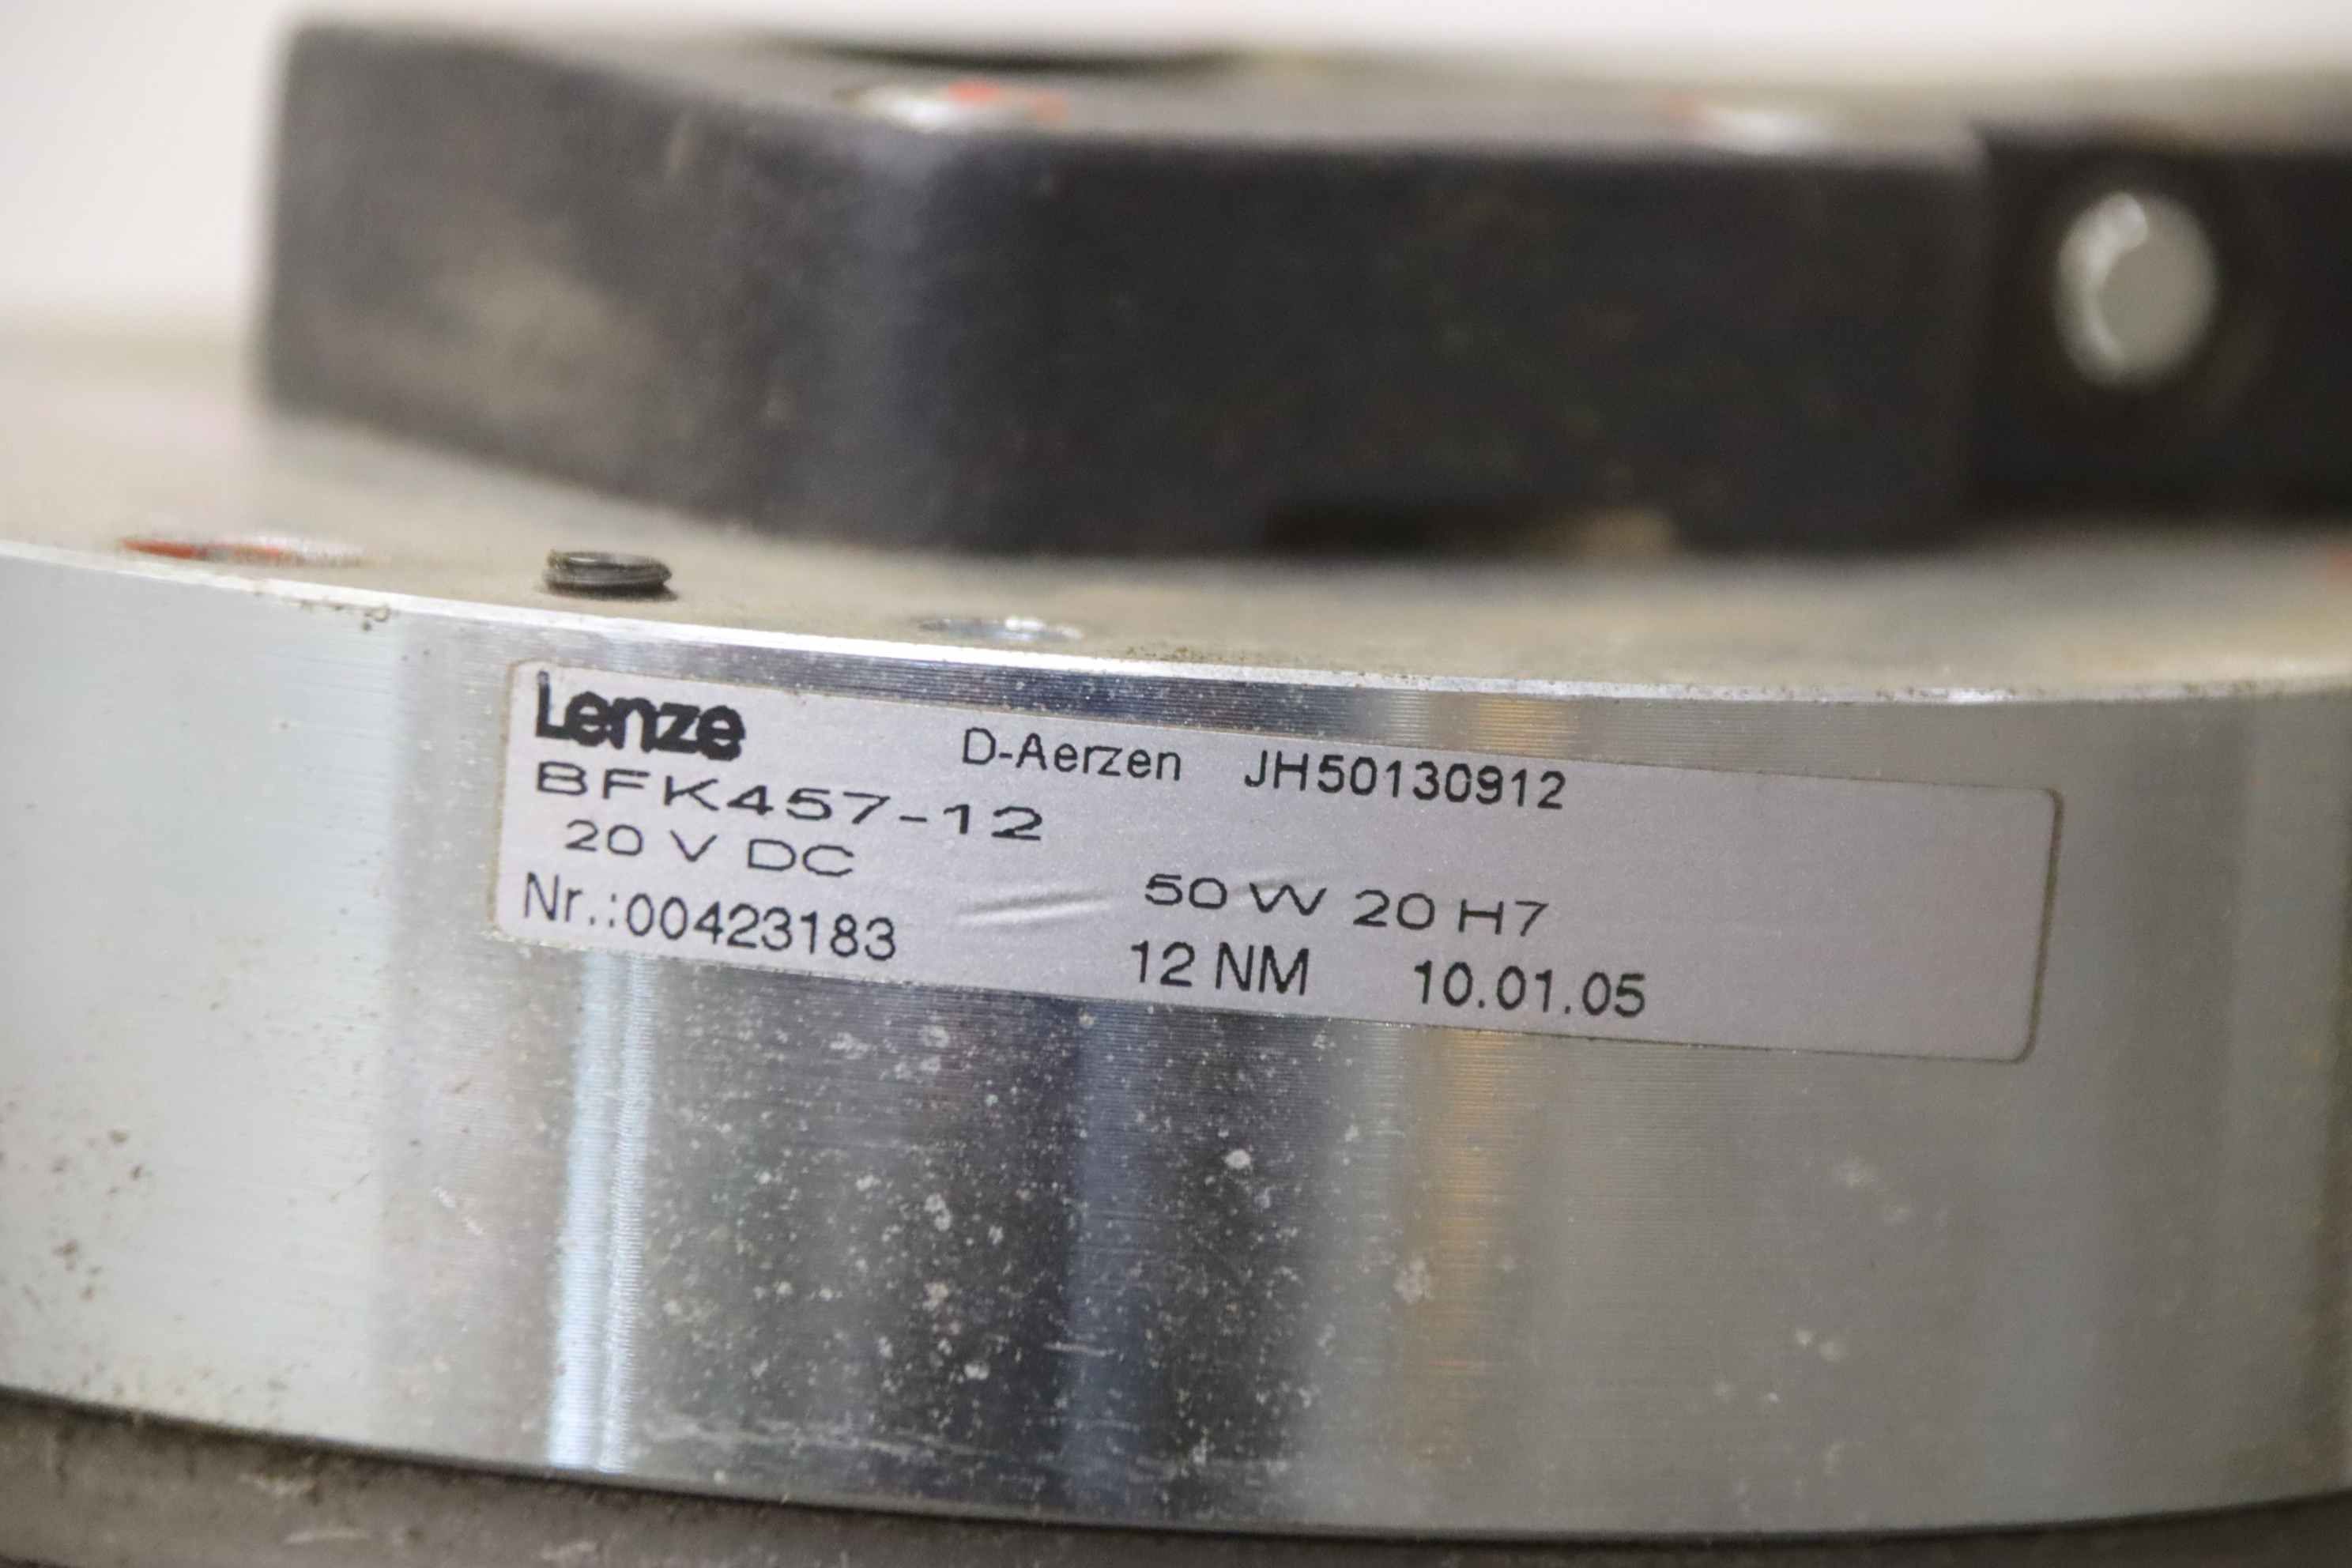 Lenze D-Aerzen JH50130912
BFK457-12
20 V DC 50 W 20 H7
Nr.:00423183 12 NM 10.01.05